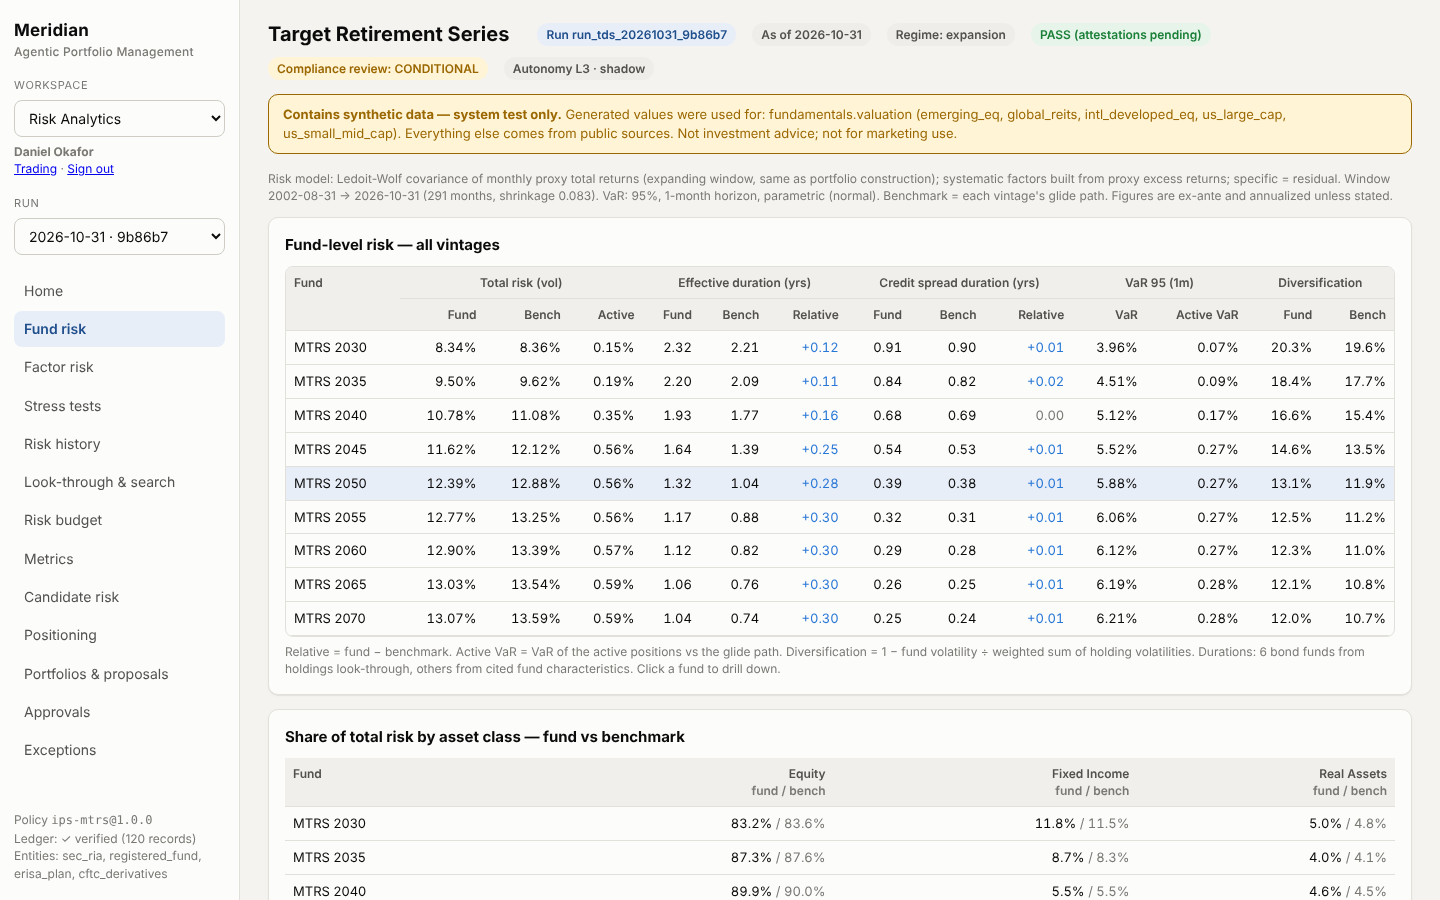 Meridian
Agentic Portfolio Management
WORKSPACE
Risk Analytics
Daniel Okafor
Trading · Sign out
RUN
2026-10-31 · 9b86b7
Home
Fund risk
Factor risk
Stress tests
Risk history
Look-through & search
Risk budget
Metrics
Candidate risk
Positioning
Portfolios & proposals
Approvals
Exceptions
Policy ips-mtrs@1.0.0
Ledger: ✓ verified (120 records)
Entities: sec_ria, registered_fund,
erisa_plan, cftc_derivatives
Target Retirement Series Run run_tds_20261031_9b86b7 As of 2026-10-31 Regime: expansion PASS (attestations pending)
Compliance review: CONDITIONAL Autonomy L3 · shadow
Contains synthetic data — system test only. Generated values were used for: fundamentals.valuation (emerging_eq, global_reits, intl_developed_eq, us_large_cap,
us_small_mid_cap). Everything else comes from public sources. Not investment advice; not for marketing use.
Risk model: Ledoit-Wolf covariance of monthly proxy total returns (expanding window, same as portfolio construction); systematic factors built from proxy excess returns; specific = residual. Window
2002-08-31 → 2026-10-31 (291 months, shrinkage 0.083). VaR: 95%, 1-month horizon, parametric (normal). Benchmark = each vintage's glide path. Figures are ex-ante and annualized unless stated.
Fund-level risk — all vintages
Fund Total risk (vol) Effective duration (yrs) Credit spread duration (yrs) VaR 95 (1m) Diversification
Fund Bench Active Fund Bench Relative Fund Bench Relative VaR Active VaR Fund Bench
MTRS 2030 8.34% 8.36% 0.15% 2.32 2.21 +0.12 0.91 0.90 +0.01 3.96% 0.07% 20.3% 19.6%
MTRS 2035 9.50% 9.62% 0.19% 2.20 2.09 +0.11 0.84 0.82 +0.02 4.51% 0.09% 18.4% 17.7%
MTRS 2040 10.78% 11.08% 0.35% 1.93 1.77 +0.16 0.68 0.69 0.00 5.12% 0.17% 16.6% 15.4%
MTRS 2045 11.62% 12.12% 0.56% 1.64 1.39 +0.25 0.54 0.53 +0.01 5.52% 0.27% 14.6% 13.5%
MTRS 2050 12.39% 12.88% 0.56% 1.32 1.04 +0.28 0.39 0.38 +0.01 5.88% 0.27% 13.1% 11.9%
MTRS 2055 12.77% 13.25% 0.56% 1.17 0.88 +0.30 0.32 0.31 +0.01 6.06% 0.27% 12.5% 11.2%
MTRS 2060 12.90% 13.39% 0.57% 1.12 0.82 +0.30 0.29 0.28 +0.01 6.12% 0.27% 12.3% 11.0%
MTRS 2065 13.03% 13.54% 0.59% 1.06 0.76 +0.30 0.26 0.25 +0.01 6.19% 0.28% 12.1% 10.8%
MTRS 2070 13.07% 13.59% 0.59% 1.04 0.74 +0.30 0.25 0.24 +0.01 6.21% 0.28% 12.0% 10.7%
Relative = fund − benchmark. Active VaR = VaR of the active positions vs the glide path. Diversification = 1 − fund volatility ÷ weighted sum of holding volatilities. Durations: 6 bond funds from
holdings look-through, others from cited fund characteristics. Click a fund to drill down.
Share of total risk by asset class — fund vs benchmark
Fund Equity Fixed Income Real Assets
fund / bench fund / bench fund / bench
MTRS 2030 83.2% / 83.6% 11.8% / 11.5% 5.0% / 4.8%
MTRS 2035 87.3% / 87.6% 8.7% / 8.3% 4.0% / 4.1%
MTRS 2040 89.9% / 90.0% 5.5% / 5.5% 4.6% / 4.5%